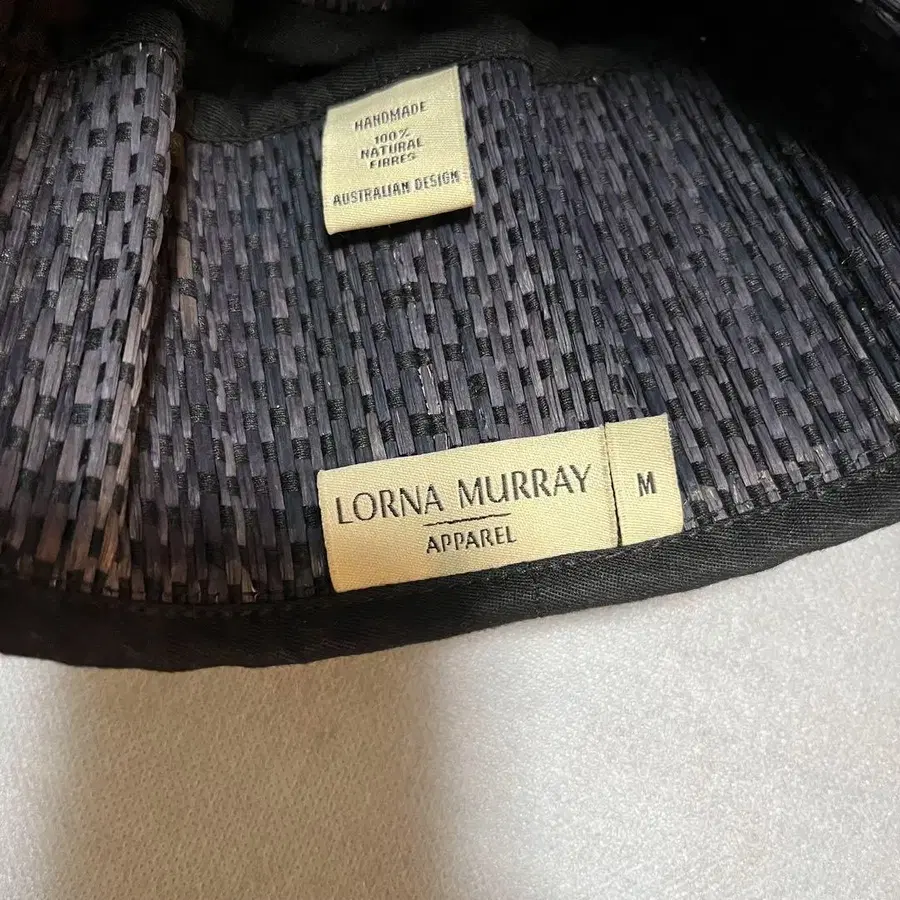 HANDMADE
100%
NATURAL
FIBRES
AUSTRALIAN DESIGN
LORNA MURRAY
APPAREL
M